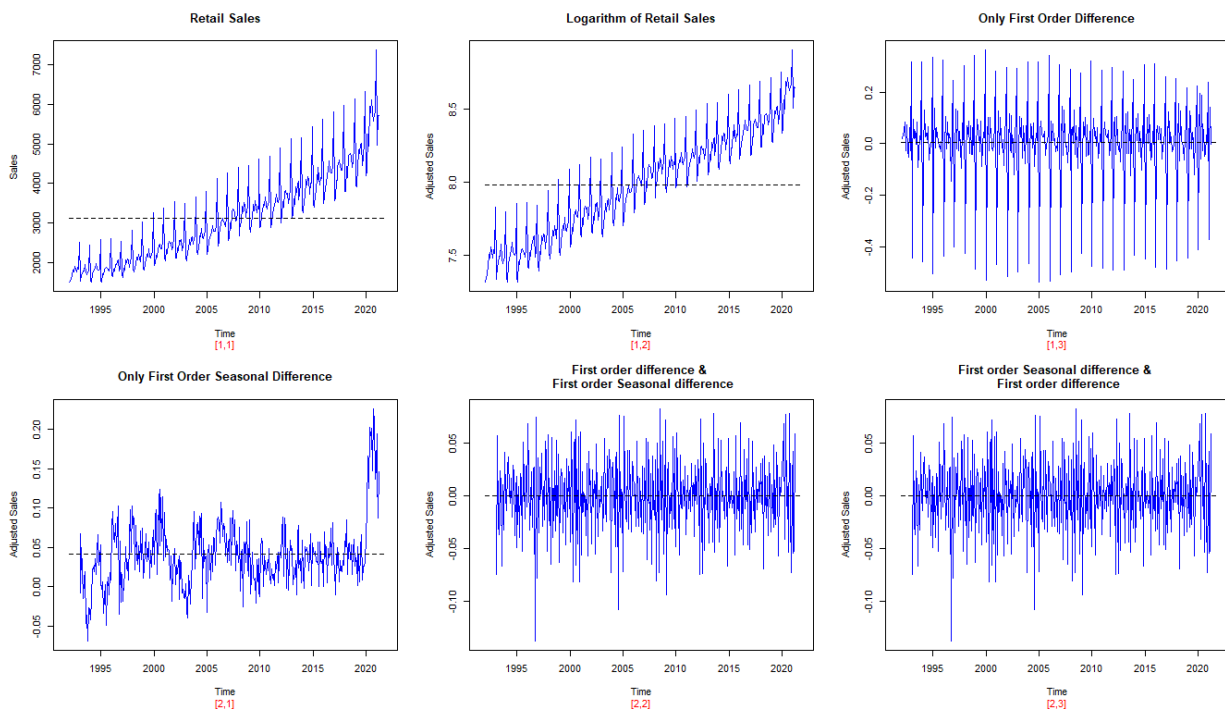 Retail Sales
Sales
7000
6000
5000
4000
3000
2000
1995 2000 2005 2010 2015 2020
Time
[1,1]
Logarithm of Retail Sales
Adjusted Sales
8.5
8.0
7.5
1995 2000 2005 2010 2015 2020
Time
[1,2]
Only First Order Difference
Adjusted Sales
0.2
0.0
-0.2
-0.4
1995 2000 2005 2010 2015 2020
Time
[1,3]
Only First Order Seasonal Difference
Adjusted Sales
0.20
0.15
0.10
0.05
0.00
-0.05
1995 2000 2005 2010 2015 2020
Time
[2,1]
First order difference &
First order Seasonal difference
Adjusted Sales
0.05
0.00
-0.05
-0.10
1995 2000 2005 2010 2015 2020
Time
[2,2]
First order Seasonal difference &
First order difference
Adjusted Sales
0.05
0.00
-0.05
-0.10
1995 2000 2005 2010 2015 2020
Time
[2,3]